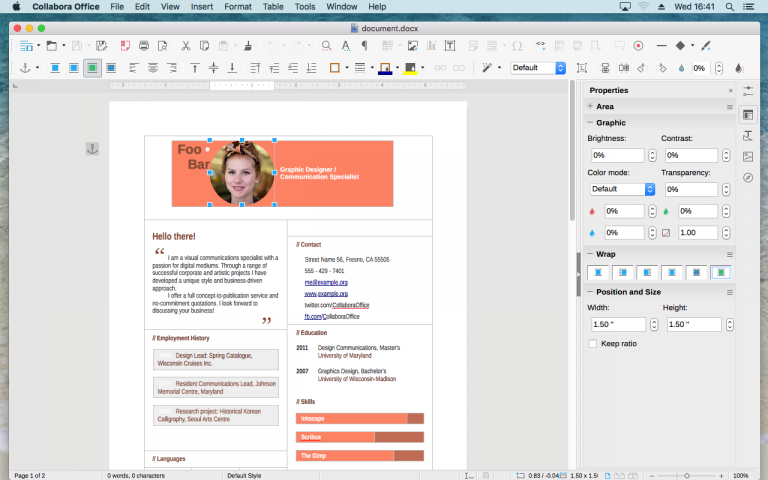 Collabora Office File Edit View Insert Format Table Tools Window Help Wed 16:41
document.docx
Default 0%
Properties
Area
Graphic
Brightness: Contrast:
0% 0%
Color mode: Transparency:
Default 0%
0% 0%
0% 1.00
Wrap
Position and Size
Width: Height:
1.50 " 1.50 "
Keep ratio
Foo
Bar
Graphic Designer /
Communication Specialist
Hello there!
“ I am a visual communications specialist with a
passion for digital mediums. Through a range of
successful corporate and artistic projects I have
developed a unique style and business-driven
approach.
I offer a full concept-to-publication service and
no-commitment quotations. I look forward to
discussing your business!
”
// Employment History
Design Lead: Spring Catalogue,
Wisconsin Cruises Inc.
Resident Communications Lead, Johnson
Memorial Centre, Maryland
Research project; Historical Korean
Calligraphy, Seoul Arts Centre
// Languages
// Contact
Street Name 56, Fresno, CA 55505
555 - 429 - 7401
me@example.org
www.example.org
twitter.com/CollaboraOffice
fb.com/CollaboraOffice
// Education
2011 Design Communications, Master's
University of Maryland
2007 Graphics Design, Bachelor's
University of Wisconsin-Madison
// Skills
Inkscape
Scribus
The Gimp
Page 1 of 2 0 words, 0 characters Default Style 0.83 / -0.04 1.50 x 1.5 100%